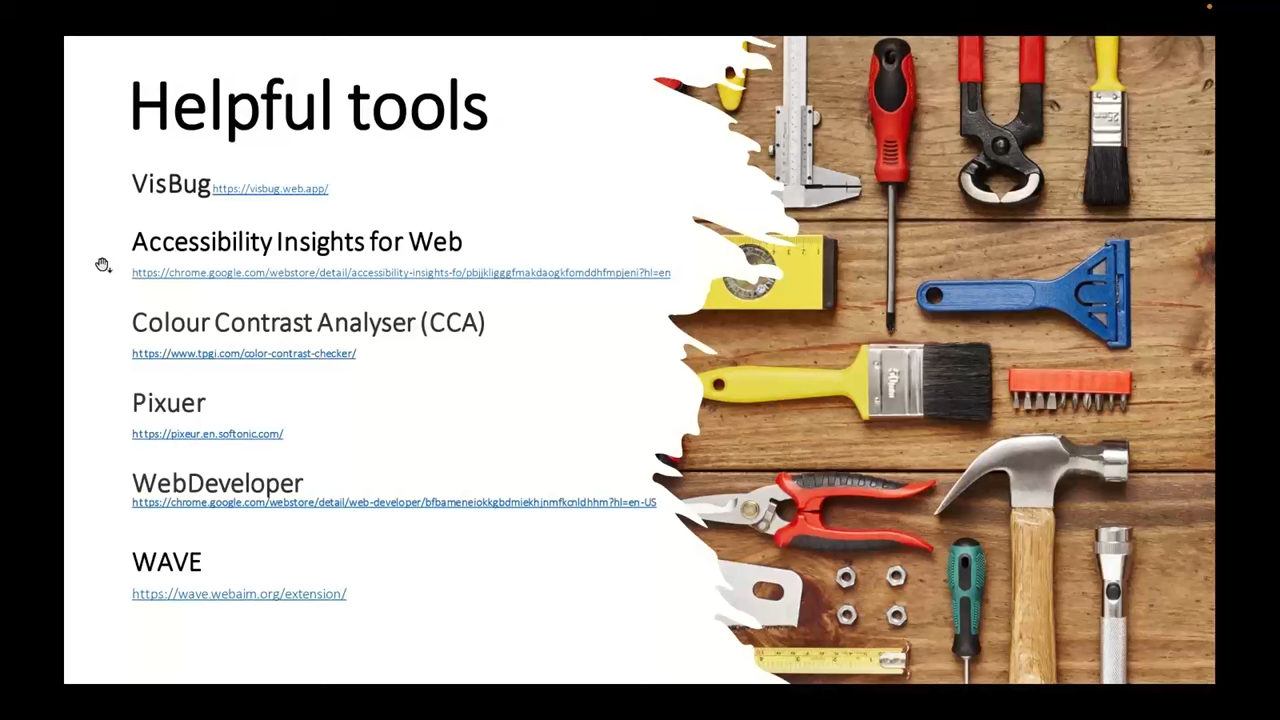 Helpful tools
VisBug https://visbug.web.app/
Accessibility Insights for Web
https://chrome.google.com/webstore/detail/accessibility-insights-fo/pbjjkligggfmakdaogkfomddhfmpjeni?hl=en
Colour Contrast Analyser (CCA)
https://www.tpgi.com/color-contrast-checker/
Pixuer
https://pixeur.en.softonic.com/
WebDeveloper
https://chrome.google.com/webstore/detail/web-developer/bfbameneiokkgbdmiekhjnmfkcnldhhm?hl=en-US
WAVE
https://wave.webaim.org/extension/